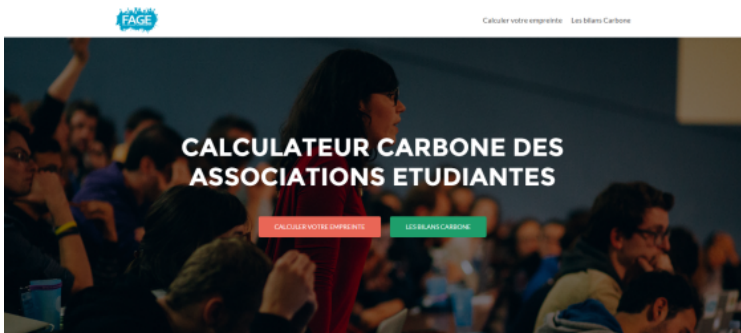 FAGE
Calculer votre empreinte Les bilans Carbone
CALCULATEUR CARBONE DES
ASSOCIATIONS ETUDIANTES
CALCULER VOTRE EMPREINTE LES BILANS CARBONE